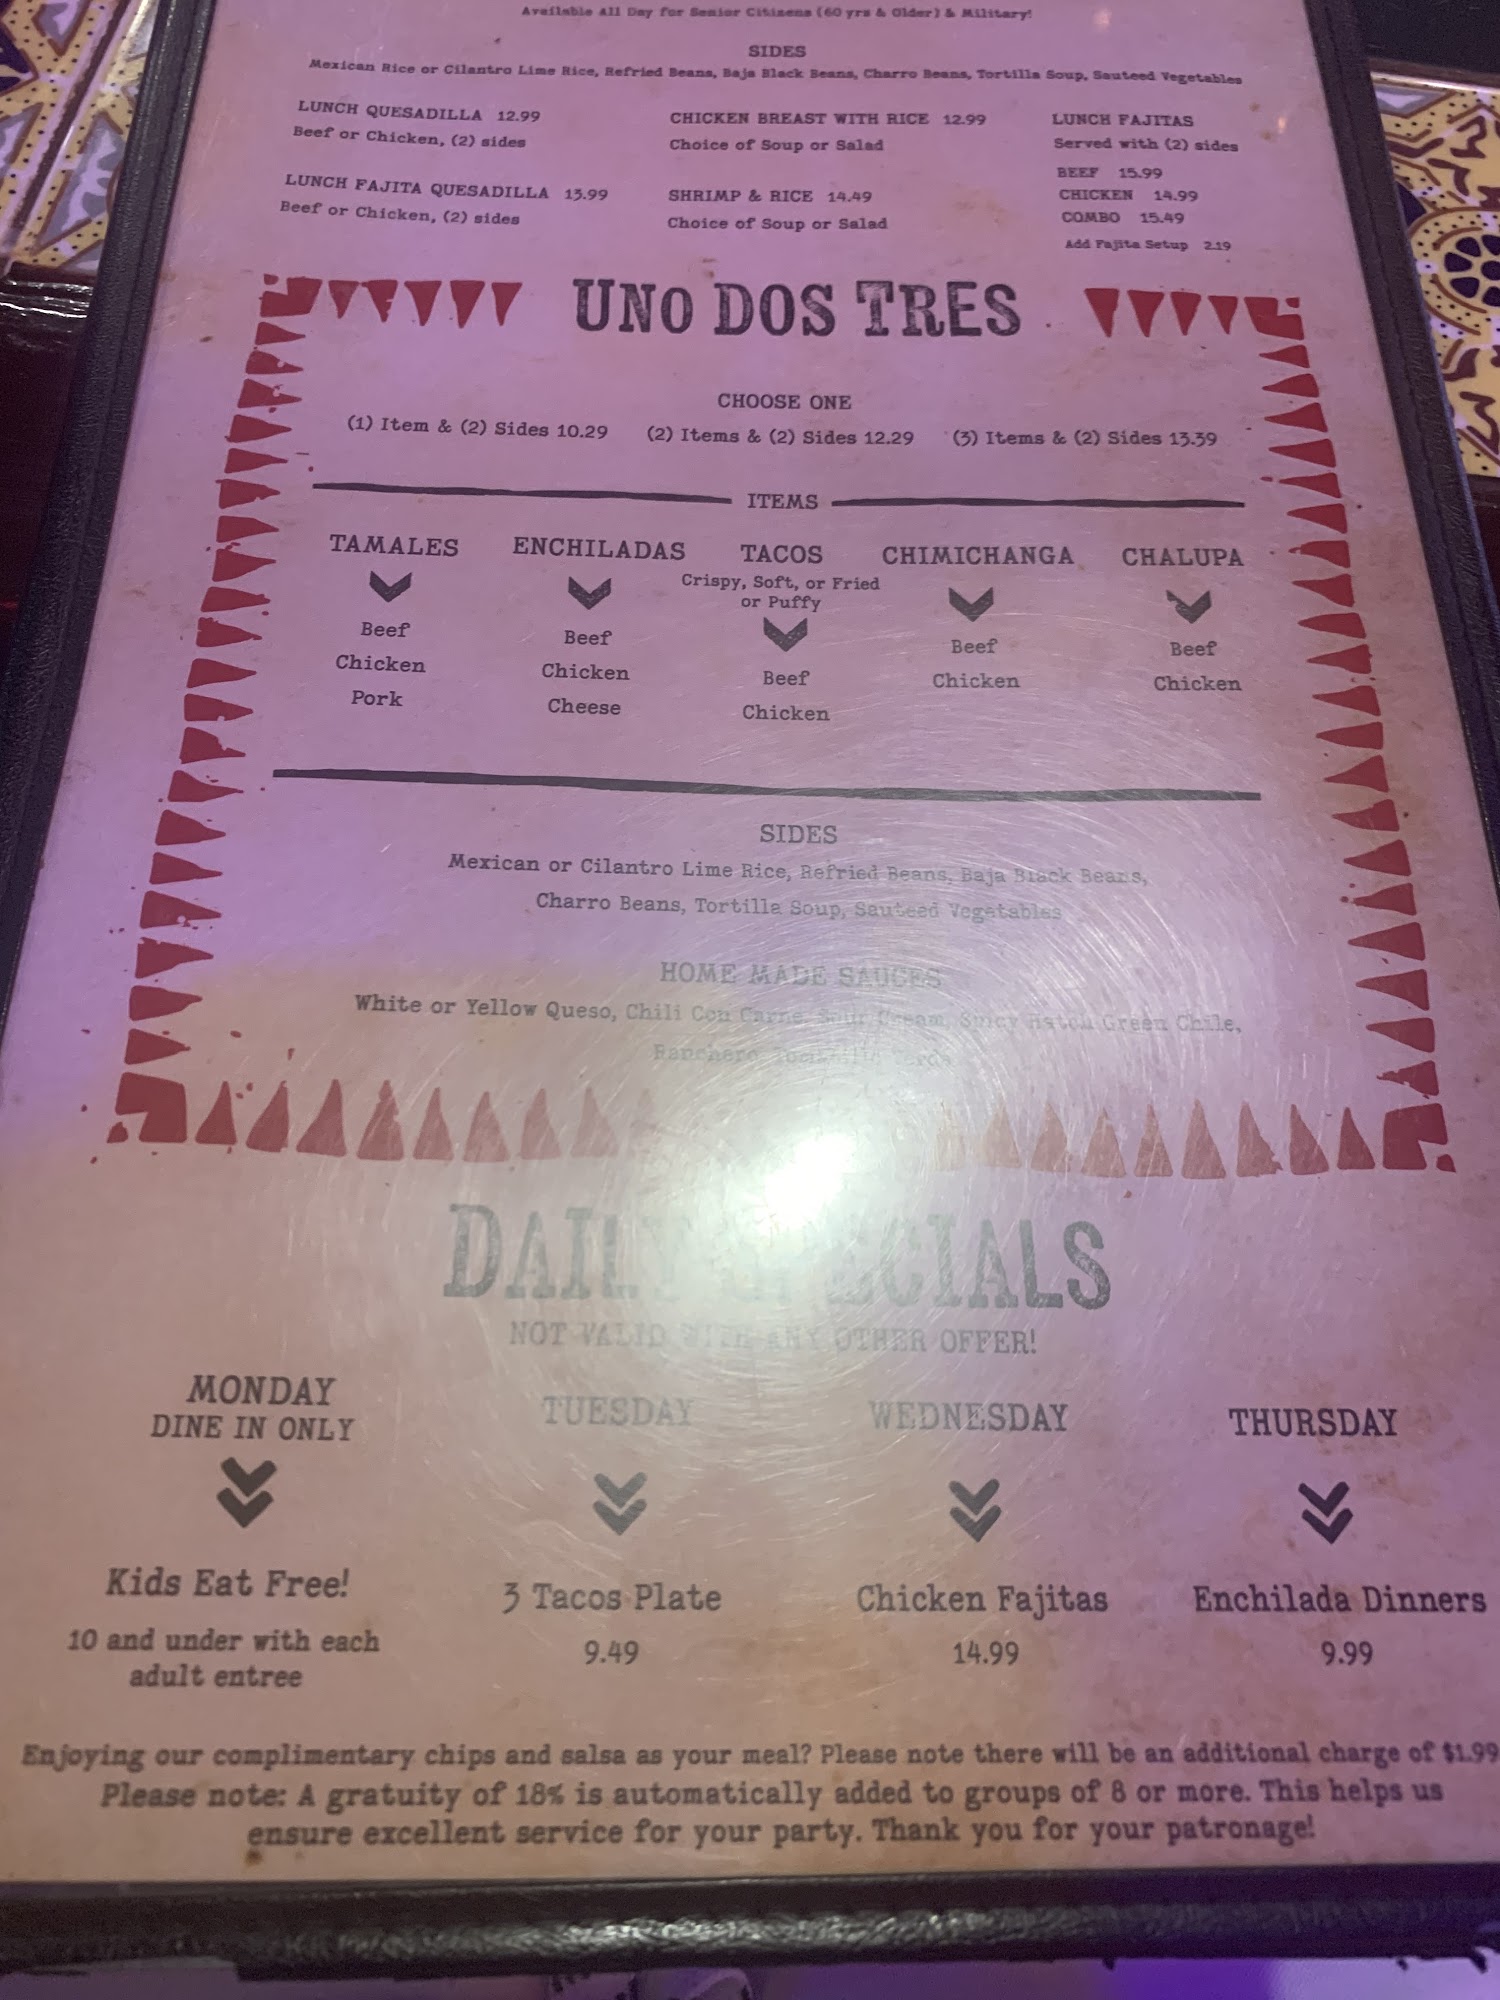 Available All Day for Senior Citizens (60 yrs & Older) & Military!
SIDES
Mexican Rice or Cilantro Lime Rice, Refried Beans, Baja Black Beans, Charro Beans, Tortilla Soup, Sauteed Vegetables
LUNCH QUESADILLA 12.99
Beef or Chicken, (2) sides
LUNCH FAJITA QUESADILLA 13.99
Beef or Chicken, (2) sides
CHICKEN BREAST WITH RICE 12.99
Choice of Soup or Salad
SHRIMP & RICE 14.49
Choice of Soup or Salad
LUNCH FAJITAS
Served with (2) sides
BEEF 15.99
CHICKEN 14.99
COMBO 15.49
Add Fajita Setup 2.19
UNO DOS TRES
CHOOSE ONE
(1) Item & (2) Sides 10.29 (2) Items & (2) Sides 12.29 (3) Items & (2) Sides 13.39
ITEMS
TAMALES
Beef
Chicken
Pork
ENCHILADAS
Beef
Chicken
Cheese
TACOS
Crispy, Soft, or Fried
or Puffy
Beef
Chicken
CHIMICHANGA
Beef
Chicken
CHALUPA
Beef
Chicken
SIDES
Mexican or Cilantro Lime Rice, Refried Beans, Baja Black Beans,
Charro Beans, Tortilla Soup, Sauteed Vegetables
HOME MADE SAUCES
White or Yellow Queso, Chili Con Carne, Sour Cream, Spicy Hatch Green Chile,
Ranchero, Tomatillo Verde
DAILY SPECIALS
NOT VALID WITH ANY OTHER OFFER!
MONDAY
DINE IN ONLY
Kids Eat Free!
10 and under with each
adult entree
TUESDAY
3 Tacos Plate
9.49
WEDNESDAY
Chicken Fajitas
14.99
THURSDAY
Enchilada Dinners
9.99
Enjoying our complimentary chips and salsa as your meal? Please note there will be an additional charge of $1.99
Please note: A gratuity of 18% is automatically added to groups of 8 or more. This helps us
ensure excellent service for your party. Thank you for your patronage!